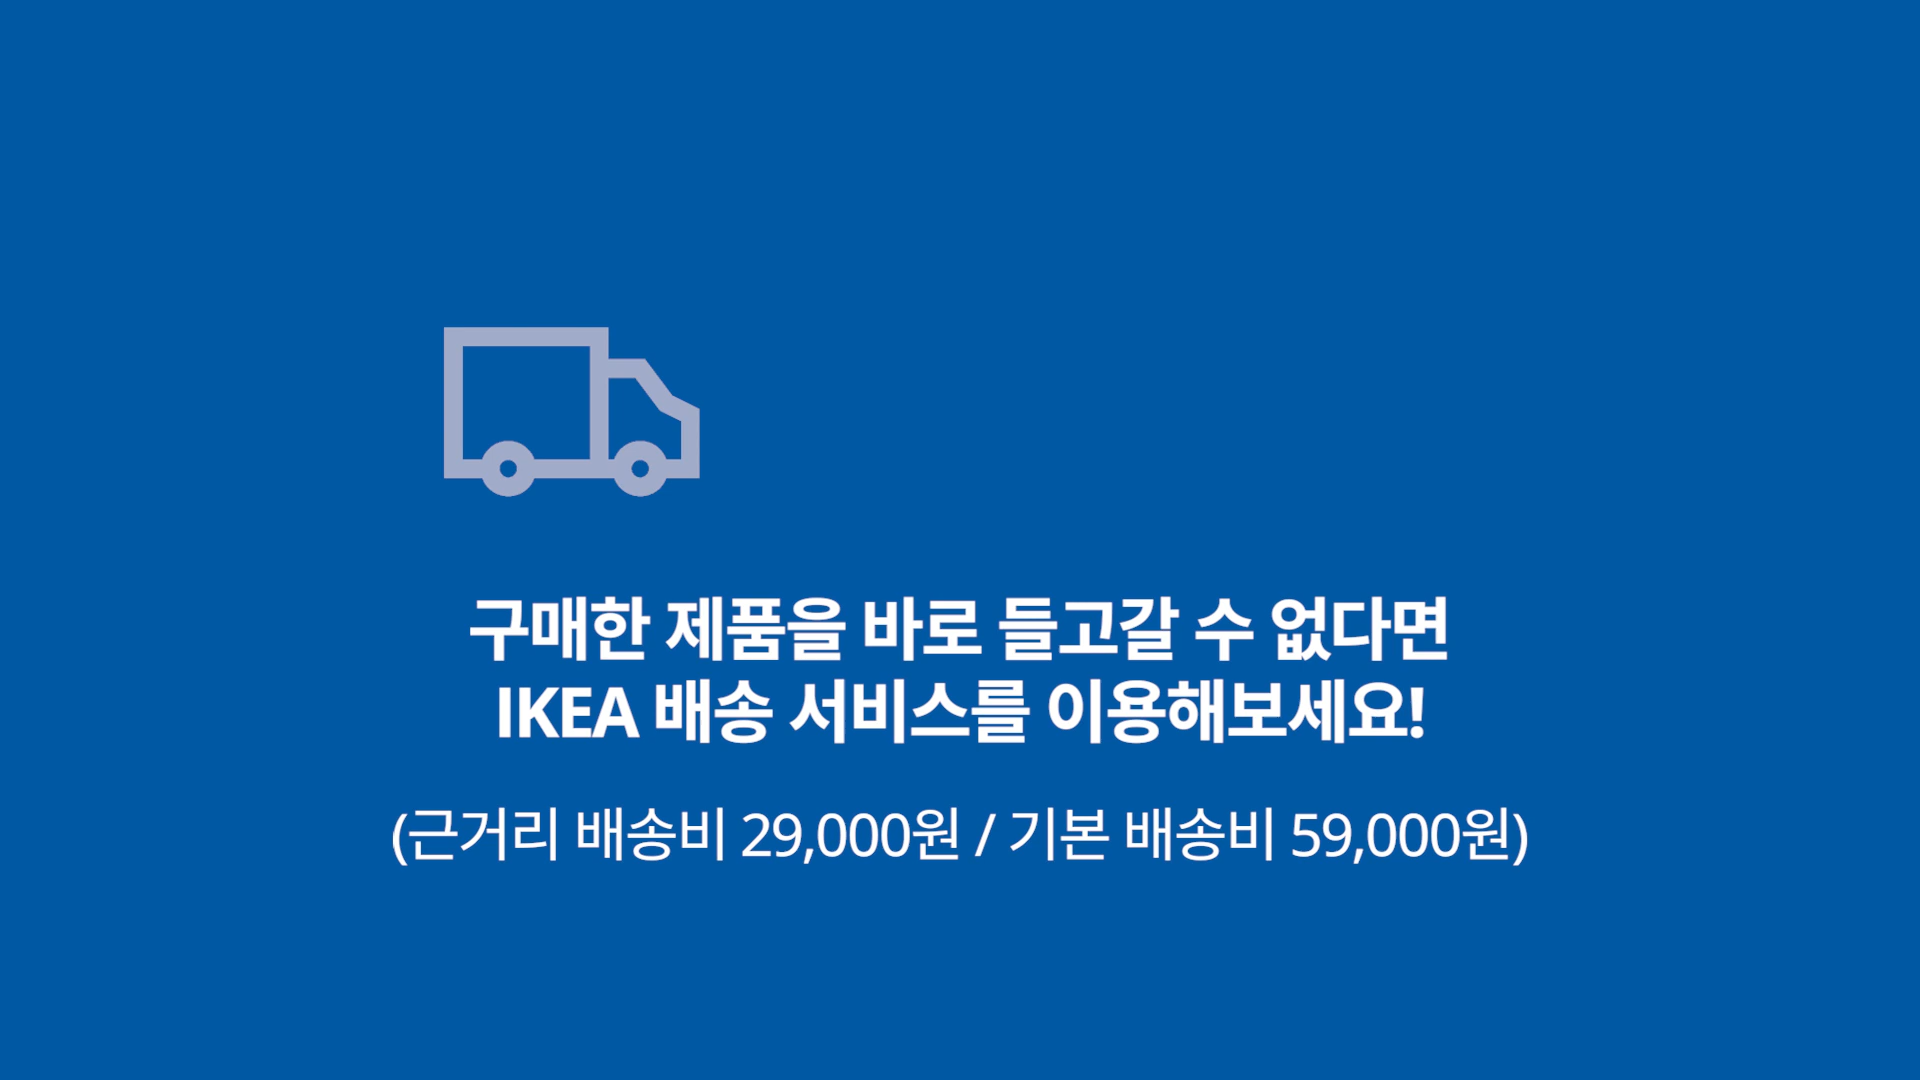 구매한 제품을 바로 들고갈 수 없다면
IKEA 배송 서비스를 이용해보세요!
(근거리 배송비 29,000원 / 기본 배송비 59,000원)